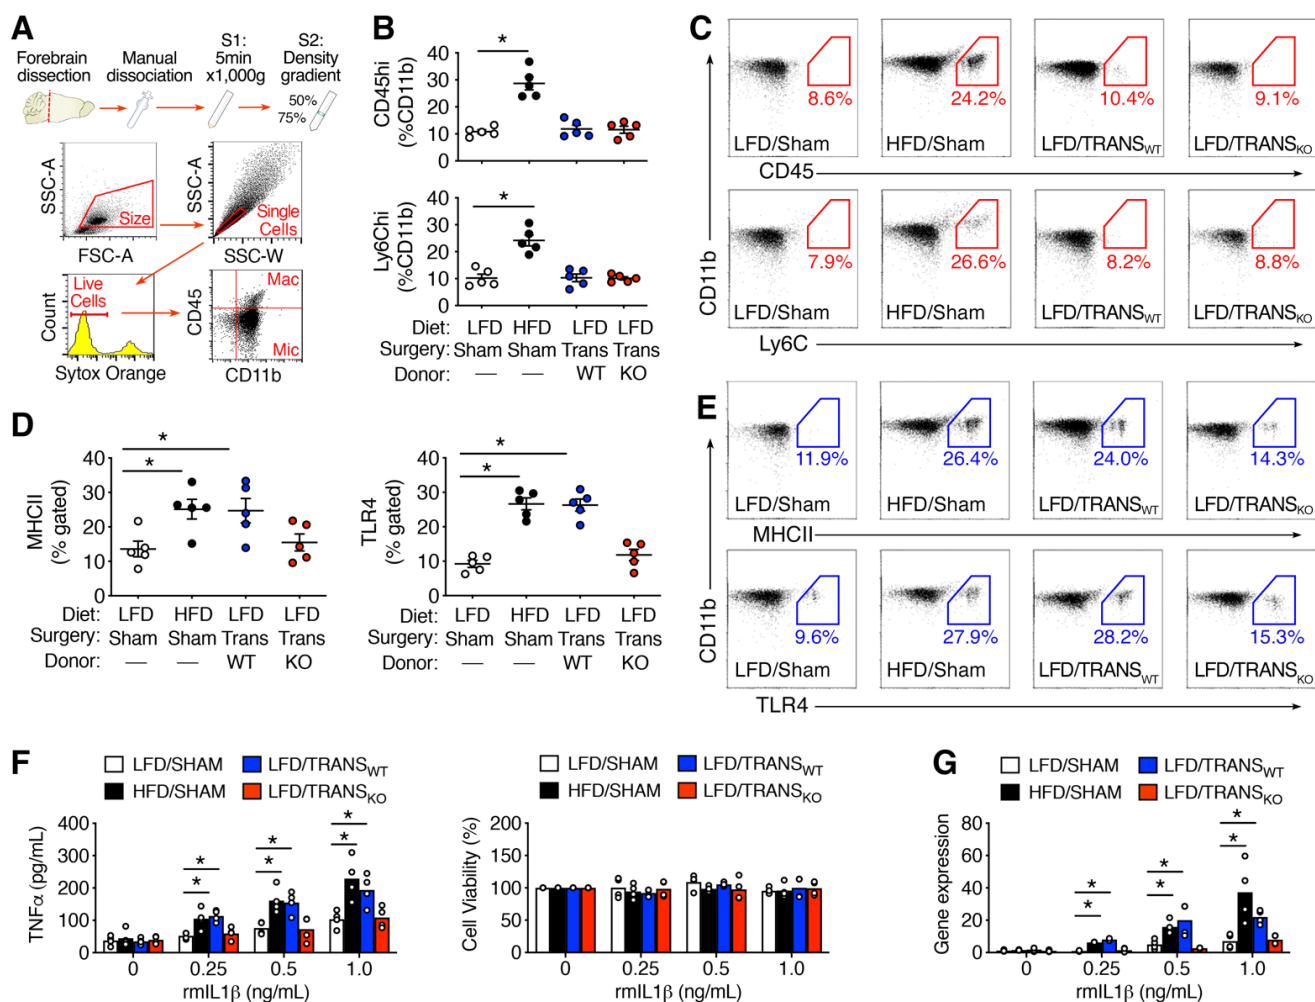 A
Forebrain dissection
Manual dissociation
S1: 5min x1,000g
S2: Density gradient
50%
75%
SSC-A
Size
FSC-A
SSC-A
Single Cells
SSC-W
Count
Live Cells
Sytox Orange
CD45
Mac
Mic
CD11b
B
CD45hi (%CD11b)
40
30
20
10
0
*
Ly6Chi (%CD11b)
40
30
20
10
0
*
Diet: LFD HFD LFD LFD
Surgery: Sham Sham Trans Trans
Donor: — — WT KO
C
CD11b
8.6% 24.2% 10.4% 9.1%
LFD/Sham HFD/Sham LFD/TRANSWT LFD/TRANSKO
CD45
7.9% 26.6% 8.2% 8.8%
LFD/Sham HFD/Sham LFD/TRANSWT LFD/TRANSKO
Ly6C
D
MHCII (% gated)
40
30
20
10
0
*
*
Diet: LFD HFD LFD LFD
Surgery: Sham Sham Trans Trans
Donor: — — WT KO
TLR4 (% gated)
40
30
20
10
0
*
*
Diet: LFD HFD LFD LFD
Surgery: Sham Sham Trans Trans
Donor: — — WT KO
E
CD11b
11.9% 26.4% 24.0% 14.3%
LFD/Sham HFD/Sham LFD/TRANSWT LFD/TRANSKO
MHCII
9.6% 27.9% 28.2% 15.3%
LFD/Sham HFD/Sham LFD/TRANSWT LFD/TRANSKO
TLR4
F
LFD/SHAM LFD/TRANSWT
HFD/SHAM LFD/TRANSKO
TNFα (pg/mL)
400
300
200
100
0
* * * * * *
0 0.25 0.5 1.0
rmIL1β (ng/mL)
LFD/SHAM LFD/TRANSWT
HFD/SHAM LFD/TRANSKO
Cell Viability (%)
200
150
100
50
0
0 0.25 0.5 1.0
rmIL1β (ng/mL)
G
LFD/SHAM LFD/TRANSWT
HFD/SHAM LFD/TRANSKO
Gene expression
80
60
40
20
0
* * * * * *
0 0.25 0.5 1.0
rmIL1β (ng/mL)